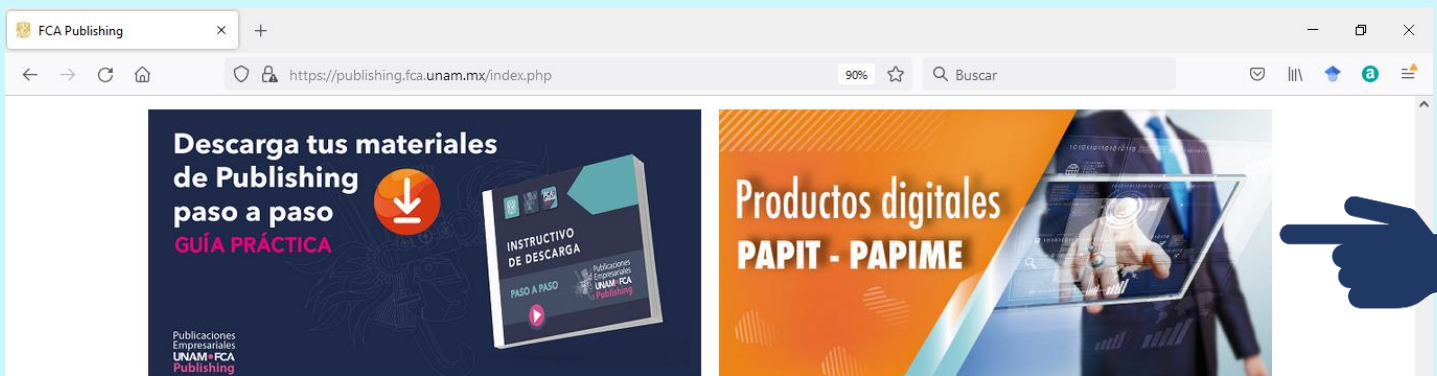 FCA Publishing
https://publishing.fca.unam.mx/index.php
90%
Buscar
Descarga tus materiales
de Publishing
paso a paso
GUÍA PRÁCTICA
INSTRUCTIVO
DE DESCARGA
PASO A PASO
Publicaciones
Empresariales
UNAM FCA
Publishing
Publicaciones
Empresariales
UNAM FCA
Publishing
Productos digitales
PAPIT - PAPIME